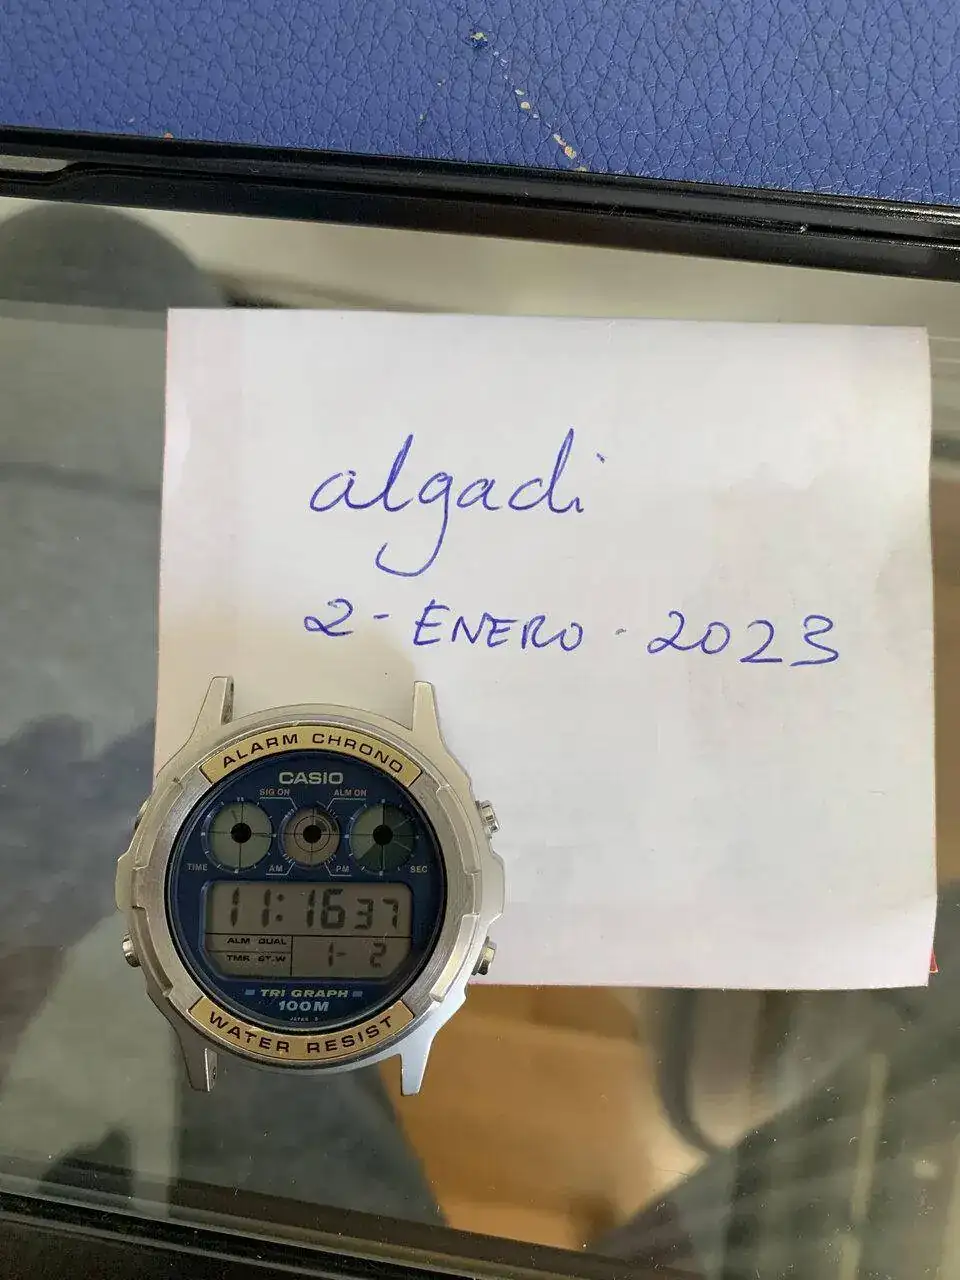 algadi
2 - ENERO - 2023
ALARM CHRONO
CASIO
SIG ON ALM ON
TIME AM PM SEC
11:16 37
ALM DUAL
TMR ST-W
1- 2
TRI GRAPH
100M
WATER RESIST